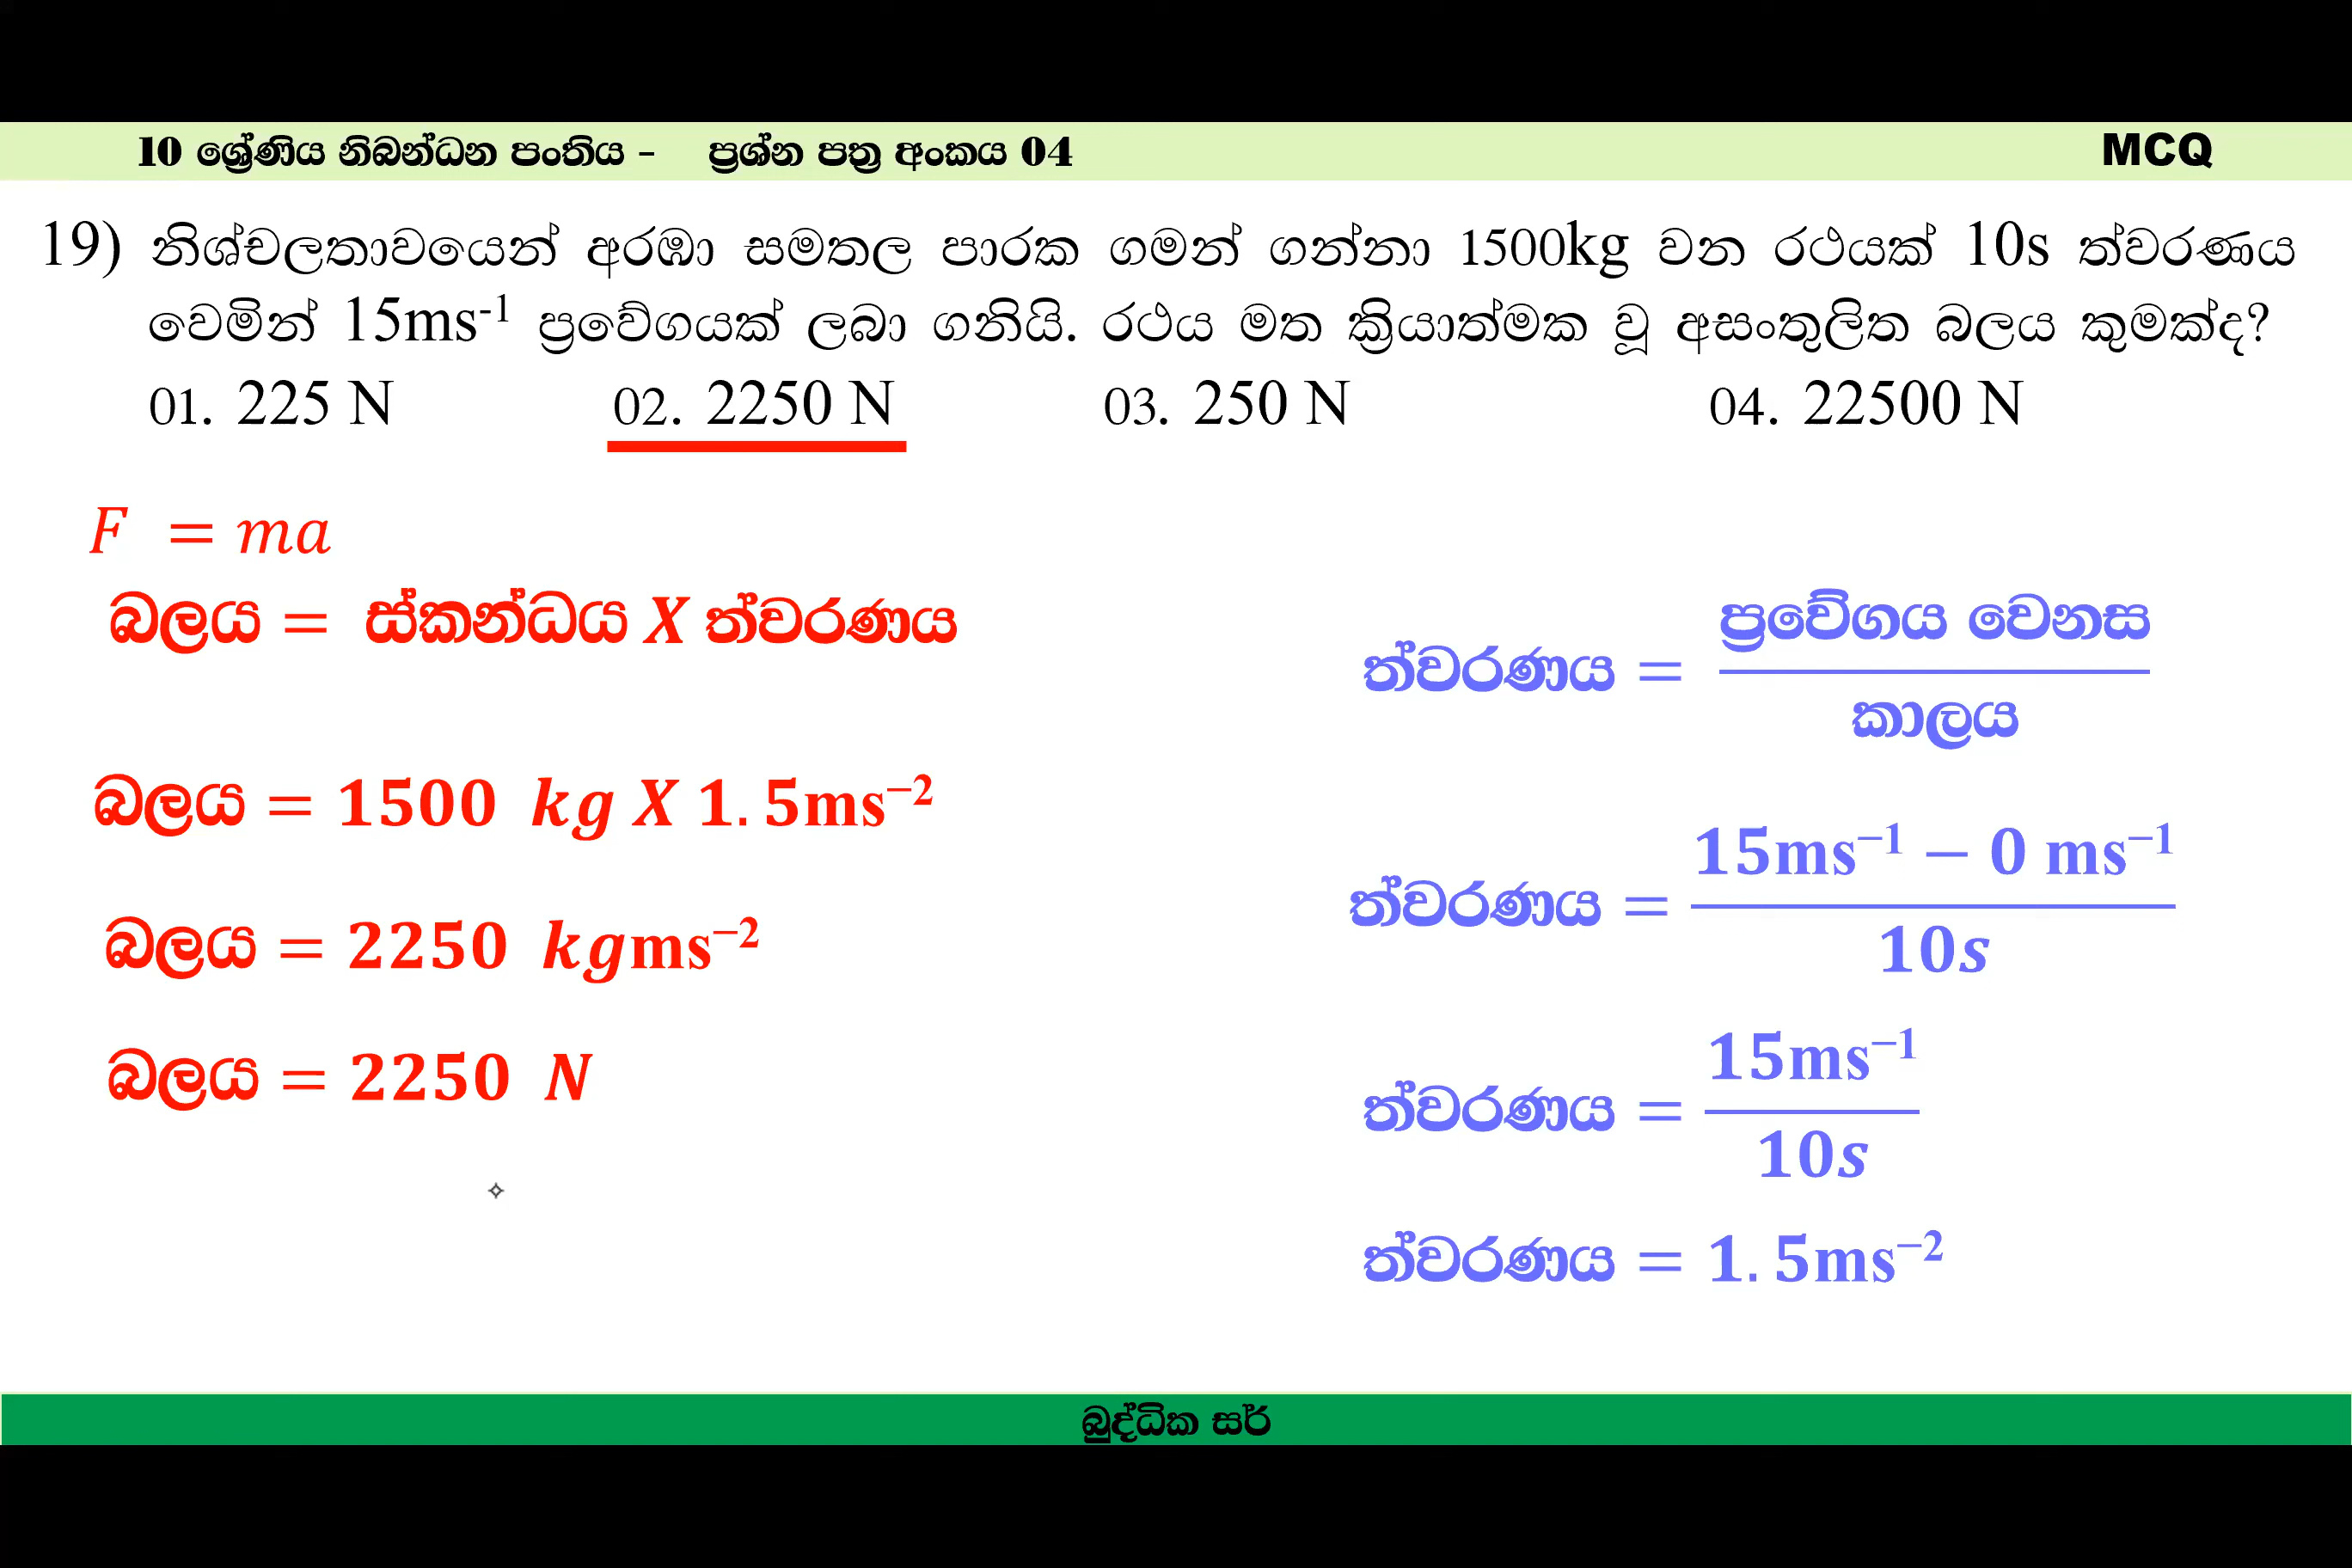 10 ශ්‍රේණිය නිබන්ධන පංතිය - ප්‍රශ්න පත්‍ර අංකය 04 MCQ
19) නිශ්චලතාවයෙන් අරඹා සමතල පාරක ගමන් ගන්නා 1500kg වන රථයක් 10s ත්වරණය
වෙමින් 15ms⁻¹ ප්‍රවේගයක් ලබා ගනියි. රථය මත ක්‍රියාත්මක වූ අසංතුලිත බලය කුමක්ද?
01. 225 N 02. 2250 N 03. 250 N 04. 22500 N
F = ma
බලය = ස්කන්ධය X ත්වරණය
බලය = 1500 kg X 1.5ms⁻²
බලය = 2250 kgms⁻²
බලය = 2250 N
ත්වරණය = ප්‍රවේගය වෙනස / කාලය
ත්වරණය = 15ms⁻¹ − 0 ms⁻¹ / 10s
ත්වරණය = 15ms⁻¹ / 10s
ත්වරණය = 1.5ms⁻²
බුද්ධික සර්